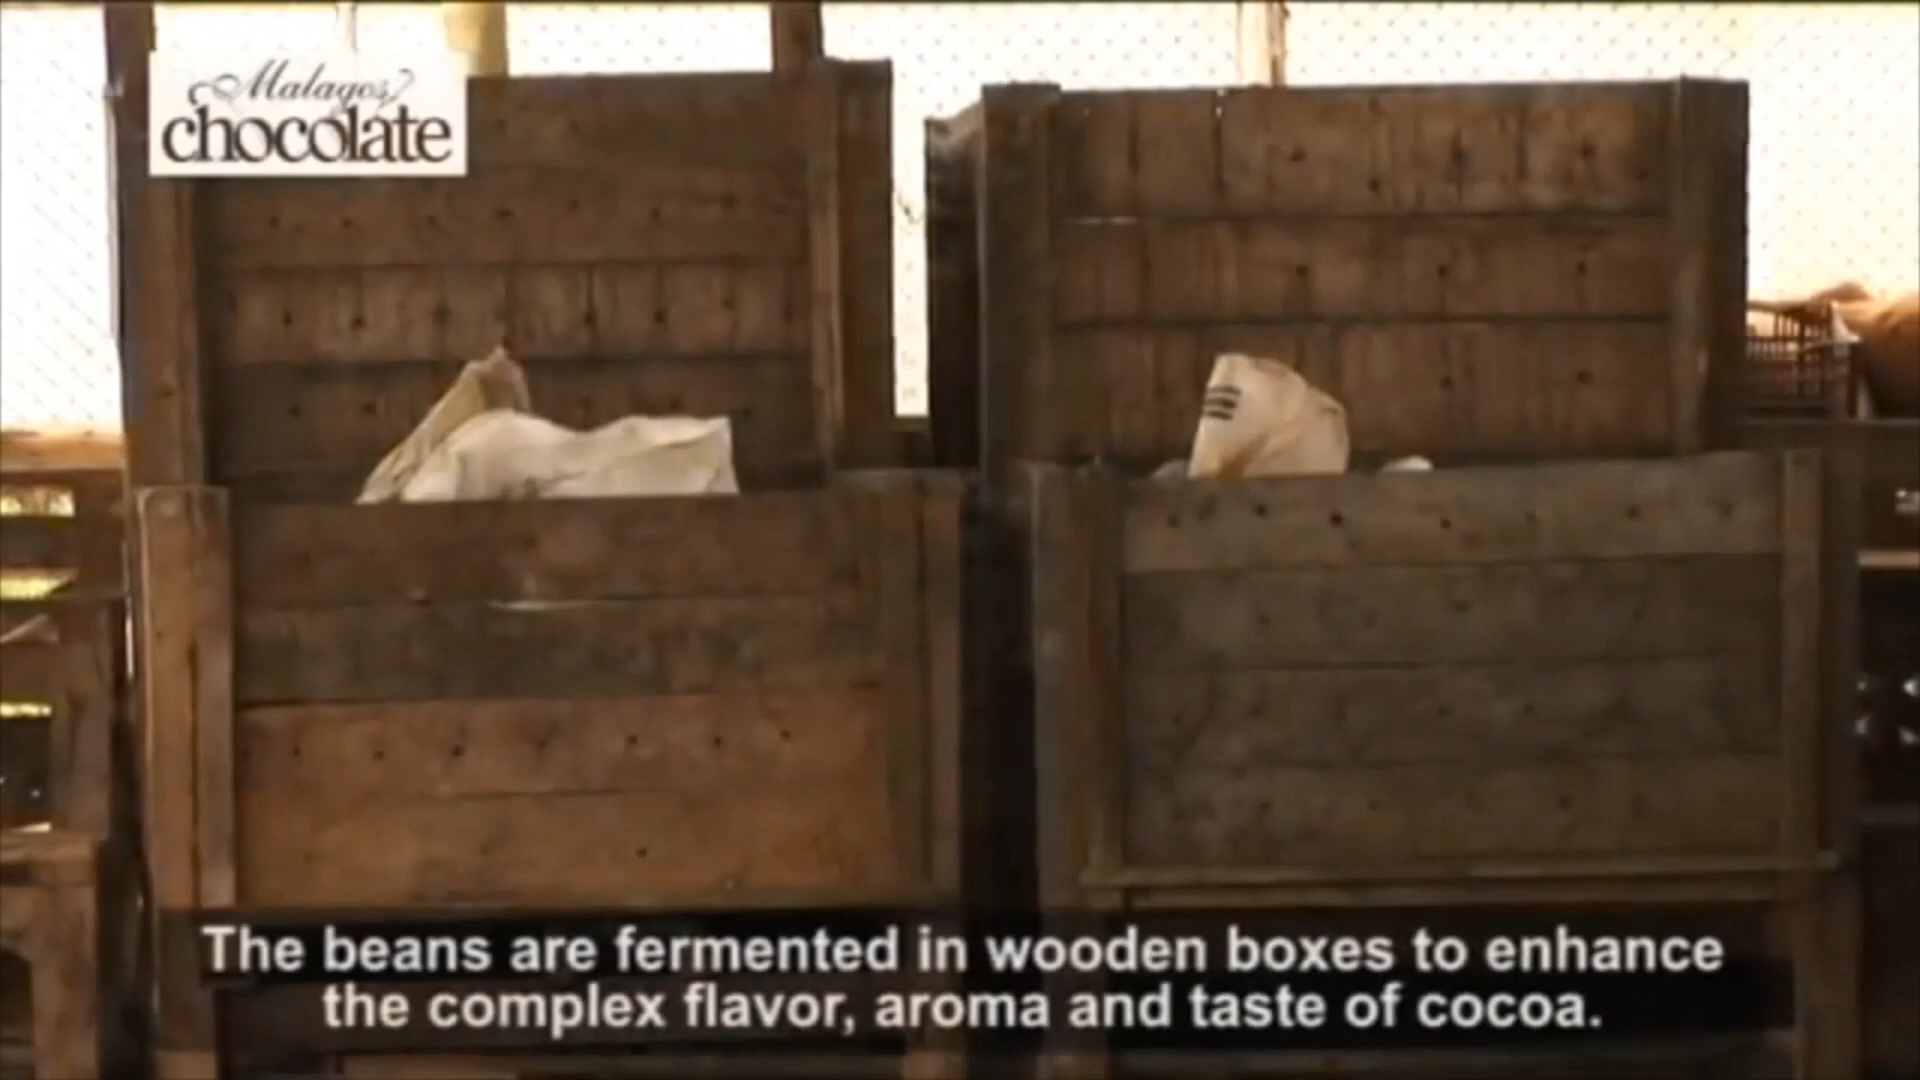 Malagos
chocolate
The beans are fermented in wooden boxes to enhance
the complex flavor, aroma and taste of cocoa.